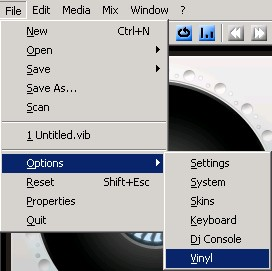 File Edit Media Mix Window ?
New Ctrl+N
Open
Save
Save As...
Scan
1 Untitled.vib
Options
Reset Shift+Esc
Properties
Quit
Settings
System
Skins
Keyboard
Dj Console
Vinyl